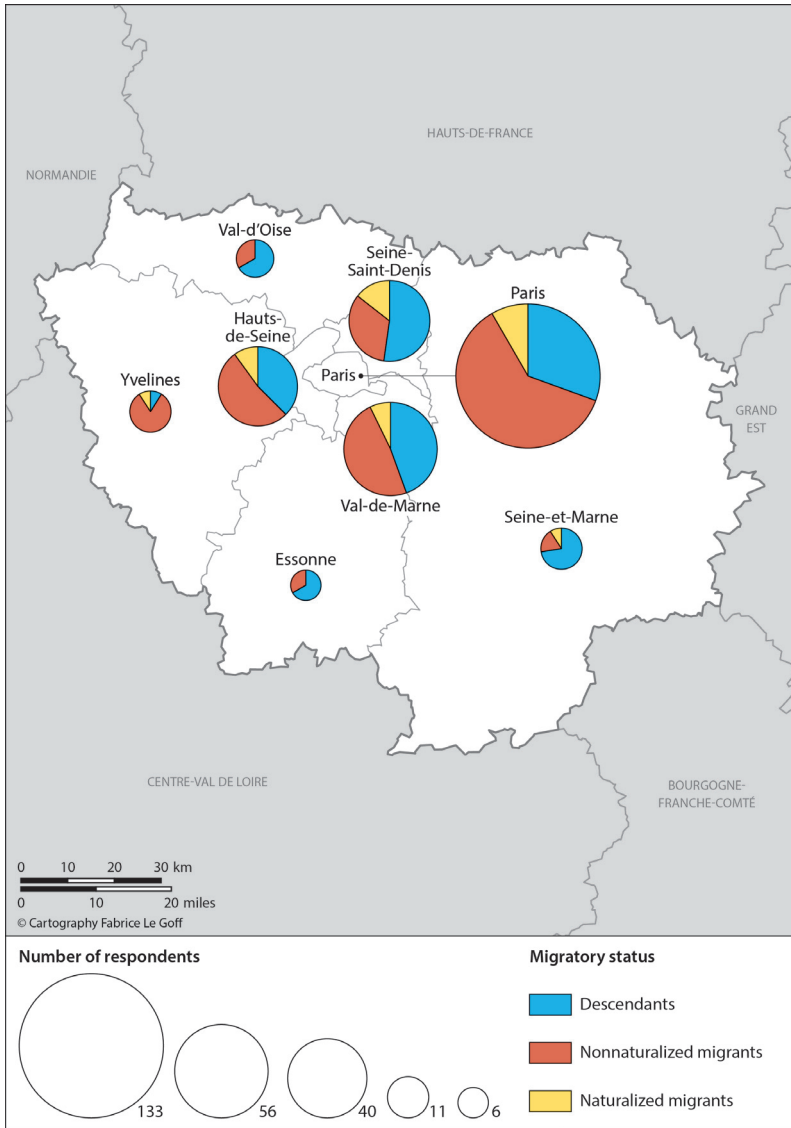 HAUTS-DE-FRANCE
NORMANDIE
Val-d'Oise
Seine-
Saint-Denis
Paris
Hauts-
de-Seine
Yvelines
Paris
GRAND
EST
Val-de-Marne
Seine-et-Marne
Essonne
CENTRE-VAL DE LOIRE
BOURGOGNE-
FRANCHE-COMTÉ
0 10 20 30 km
0 10 20 miles
© Cartography Fabrice Le Goff
Number of respondents
133 56 40 11 6
Migratory status
Descendants
Nonnaturalized migrants
Naturalized migrants